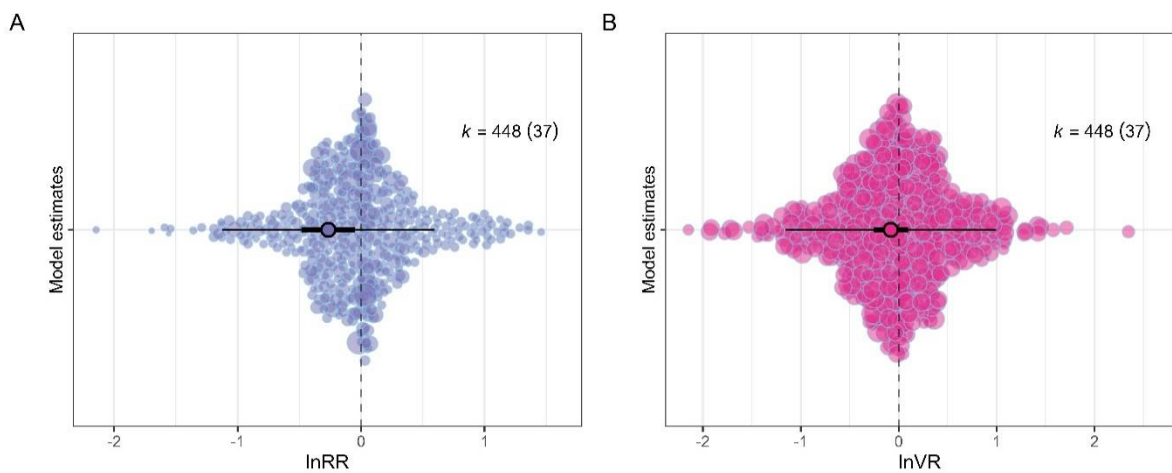 A
Model estimates
k = 448 (37)
-2 -1 0 1
lnRR
B
Model estimates
k = 448 (37)
-2 -1 0 1 2
lnVR